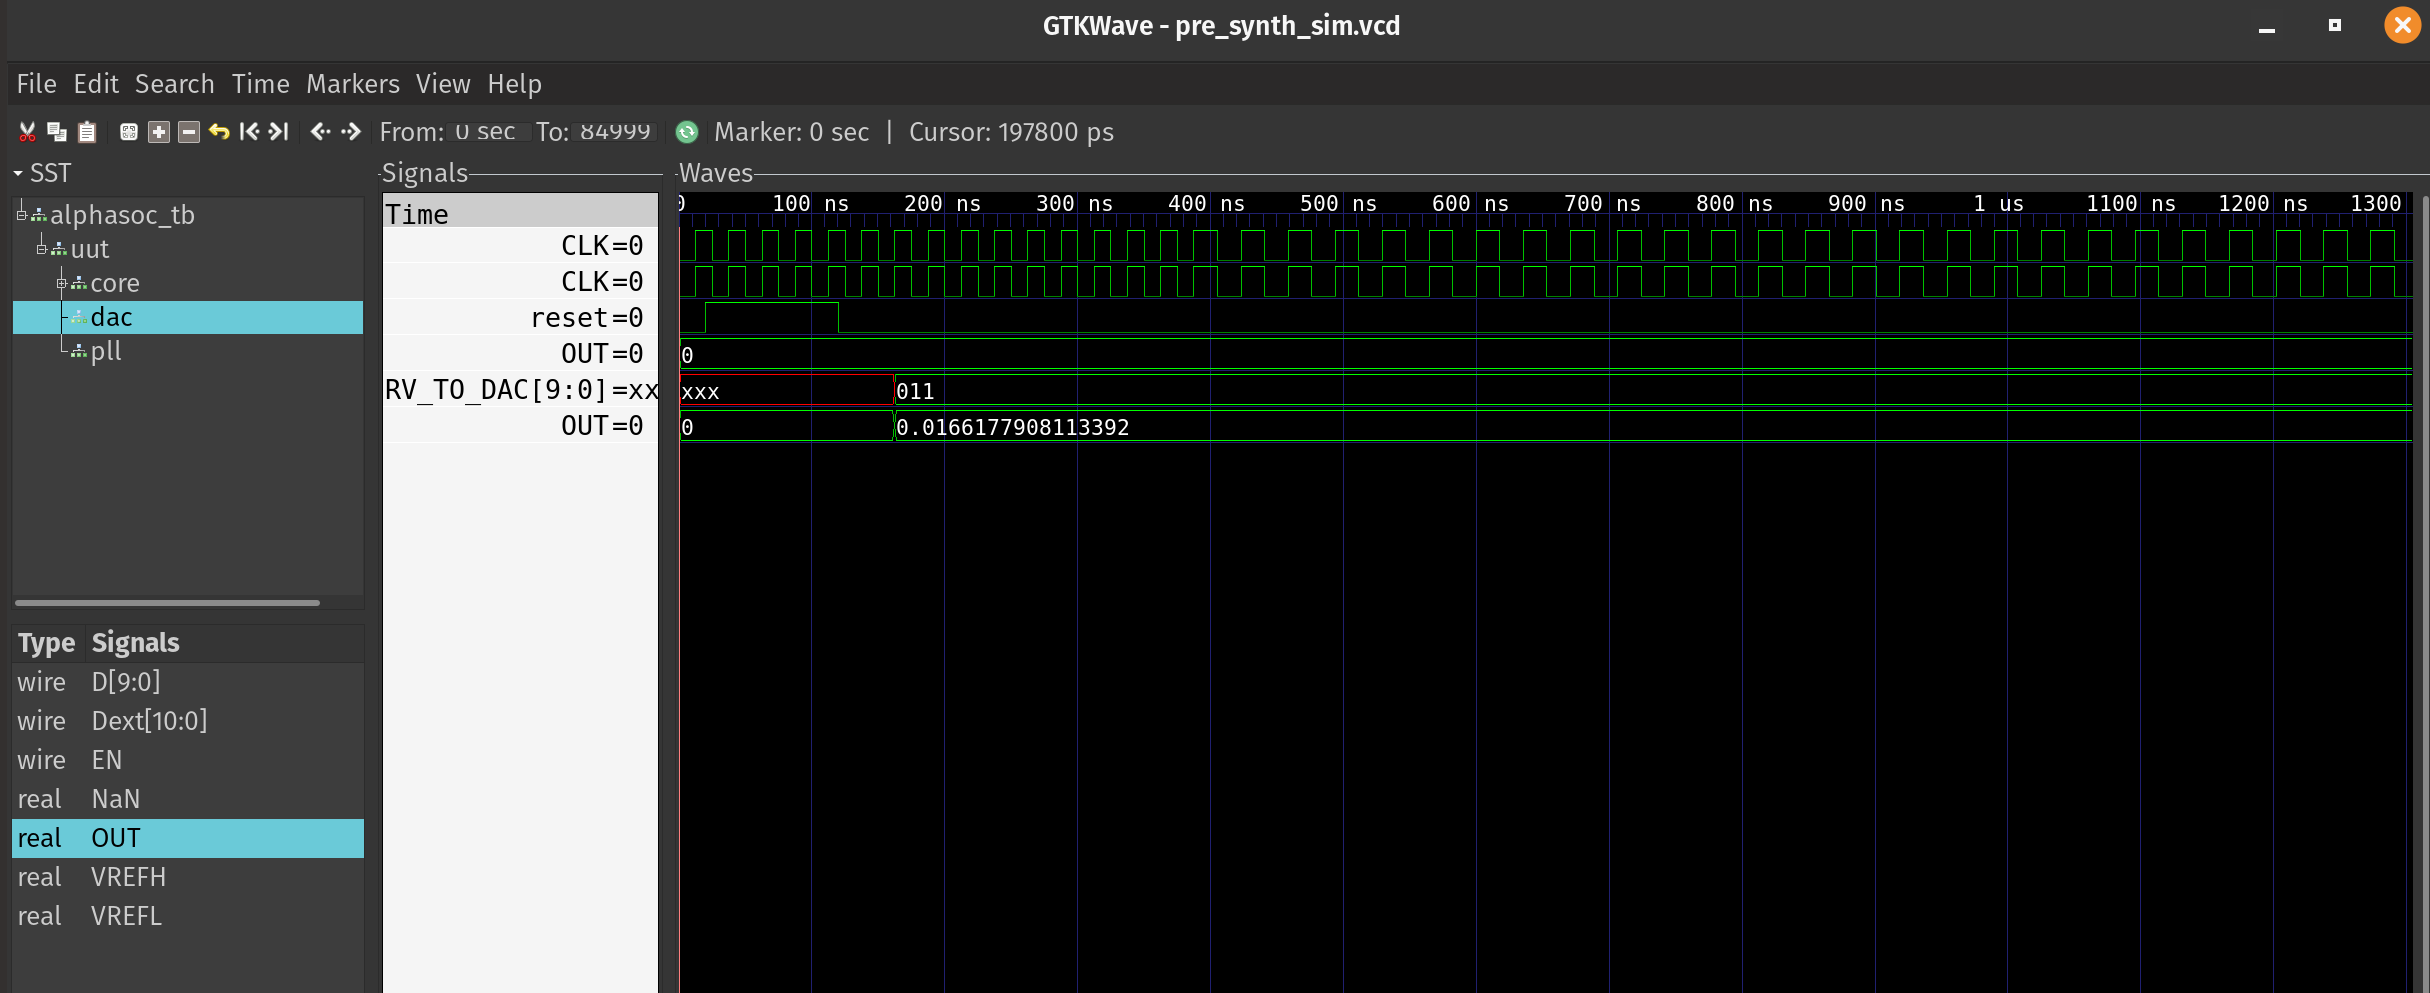 GTKWave - pre_synth_sim.vcd
File Edit Search Time Markers View Help
From: 0 sec To: 84999 Marker: 0 sec | Cursor: 197800 ps
SST
alphasoc_tb
uut
core
dac
pll
Type Signals
wire D[9:0]
wire Dext[10:0]
wire EN
real NaN
real OUT
real VREFH
real VREFL
Signals
Time
CLK=0
CLK=0
reset=0
OUT=0
RV_TO_DAC[9:0]=xx
OUT=0
Waves
0 100 ns 200 ns 300 ns 400 ns 500 ns 600 ns 700 ns 800 ns 900 ns 1 us 1100 ns 1200 ns 1300
0
xxx 011
0 0.0166177908113392